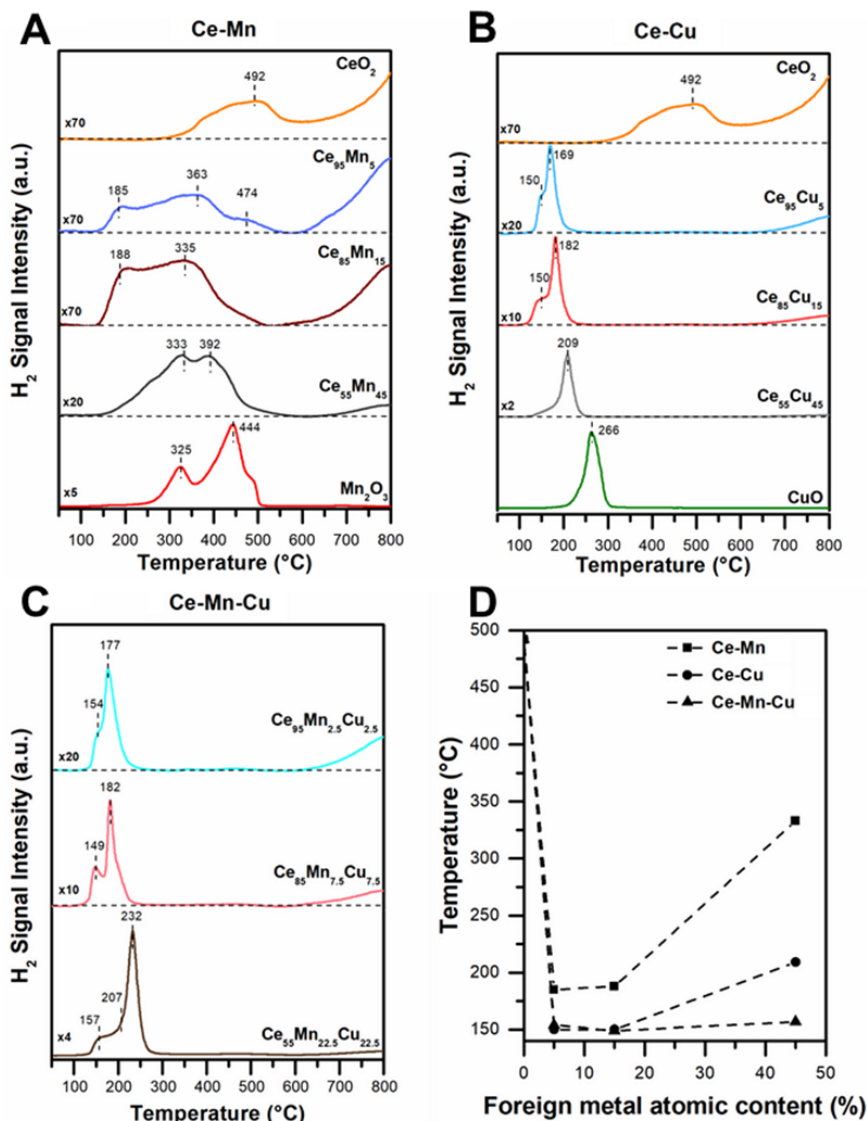 A
Ce-Mn
CeO₂
492
x70
Ce₉₅Mn₅
185
363
474
x70
Ce₈₅Mn₁₅
188
335
x70
333
392
Ce₅₅Mn₄₅
x20
444
325
Mn₂O₃
x5
100 200 300 400 500 600 700 800
Temperature (°C)
H₂ Signal Intensity (a.u.)
B
Ce-Cu
CeO₂
492
x70
169
150
Ce₉₅Cu₅
x20
182
150
Ce₈₅Cu₁₅
x10
209
Ce₅₅Cu₄₅
x2
266
CuO
100 200 300 400 500 600 700 800
Temperature (°C)
H₂ Signal Intensity (a.u.)
C
Ce-Mn-Cu
177
154
Ce₉₅Mn₂.₅Cu₂.₅
x20
182
149
Ce₈₅Mn₇.₅Cu₇.₅
x10
232
207
157
Ce₅₅Mn₂₂.₅Cu₂₂.₅
x4
100 200 300 400 500 600 700 800
Temperature (°C)
H₂ Signal Intensity (a.u.)
D
500
450
400
350
300
250
200
150
Temperature (°C)
Ce-Mn
Ce-Cu
Ce-Mn-Cu
0 10 20 30 40 50
Foreign metal atomic content (%)